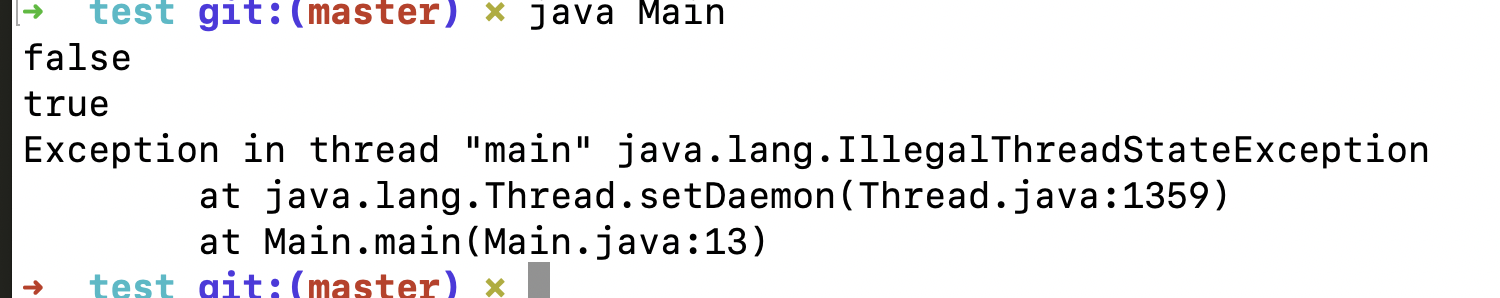 ➜  test git:(master) × java Main
false
true
Exception in thread "main" java.lang.IllegalThreadStateException
        at java.lang.Thread.setDaemon(Thread.java:1359)
        at Main.main(Main.java:13)
➜  test git:(master) ×